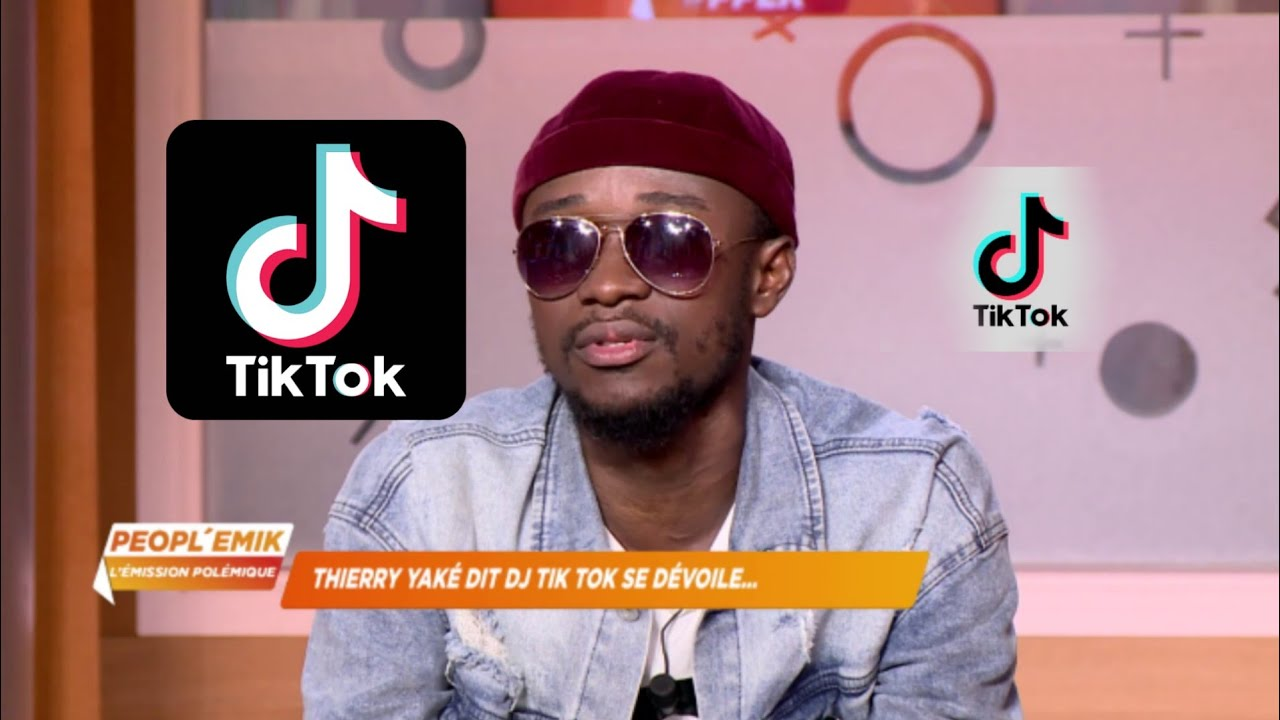 TikTok
TikTok
PEOPL´EMIK
L'ÉMISSION POLÉMIQUE
THIERRY YAKÉ DIT DJ TIK TOK SE DÉVOILE...